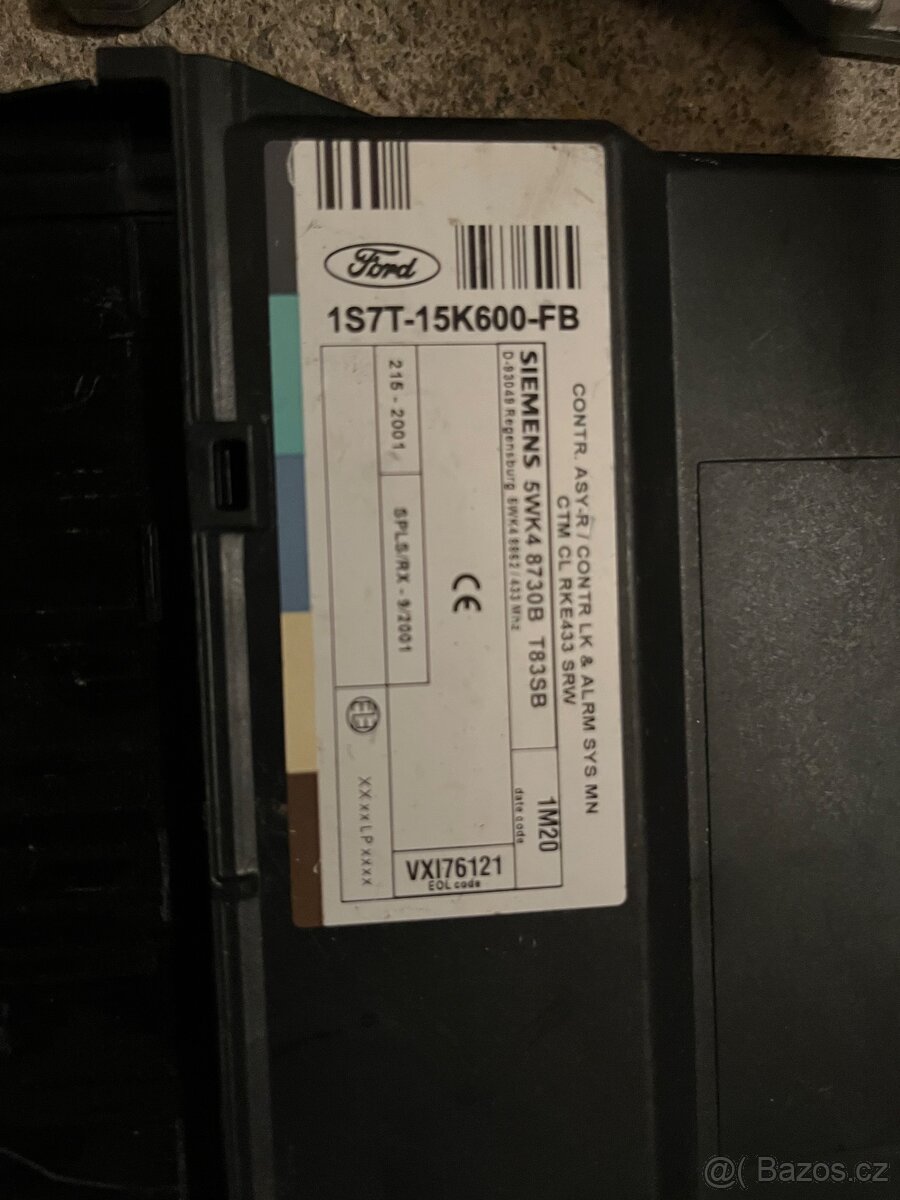 Ford
1S7T-15K600-FB
CONTR. ASY-R / CONTR LK & ALRM SYS MN
CTM CL RKE433 SRW
SIEMENS 5WK4 8730B T83SB
1M20
D-93049 Regensburg 5WK4 8852 / 433 Mhz
date code
CE
215 - 2001
SPLS/RX - 9/2001
VXI76121
EOL code
XXxxLPxxxx
@( Bazos.cz